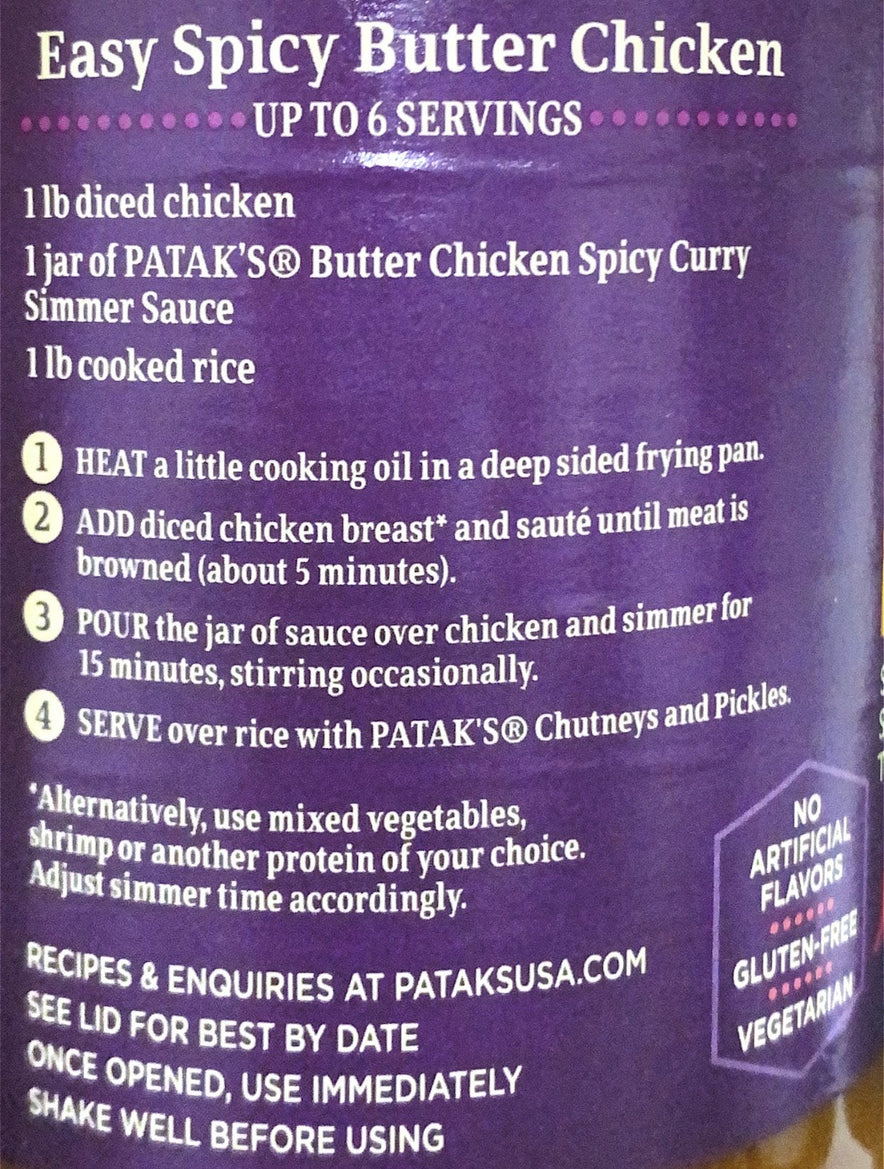 Easy Spicy Butter Chicken
UP TO 6 SERVINGS
1 lb diced chicken
1 jar of PATAK'S® Butter Chicken Spicy Curry
Simmer Sauce
1 lb cooked rice
1 HEAT a little cooking oil in a deep sided frying pan.
2 ADD diced chicken breast* and sauté until meat is
browned (about 5 minutes).
3 POUR the jar of sauce over chicken and simmer for
15 minutes, stirring occasionally.
4 SERVE over rice with PATAK'S® Chutneys and Pickles.
*Alternatively, use mixed vegetables,
shrimp or another protein of your choice.
Adjust simmer time accordingly.
RECIPES & ENQUIRIES AT PATAKSUSA.COM
SEE LID FOR BEST BY DATE
ONCE OPENED, USE IMMEDIATELY
SHAKE WELL BEFORE USING
NO
ARTIFICIAL
FLAVORS
GLUTEN-FREE
VEGETARIAN